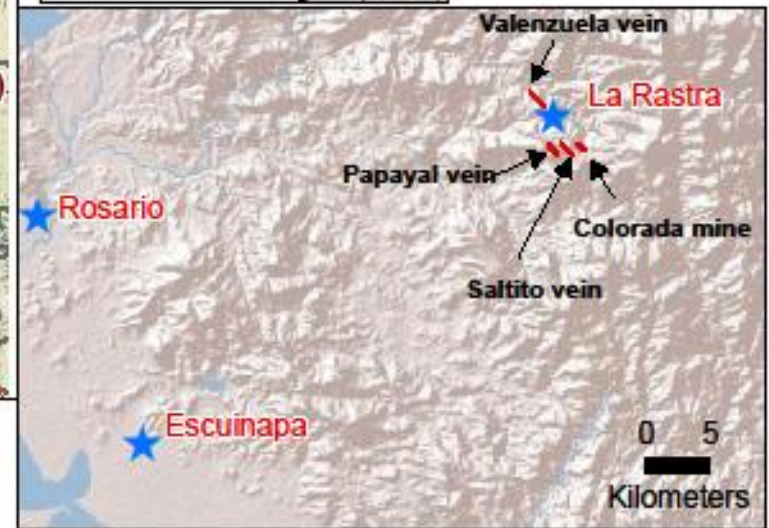 Valenzuela vein
La Rastra
Papayal vein
Rosario
Colorada mine
Saltito vein
Escuinapa
0 5
Kilometers